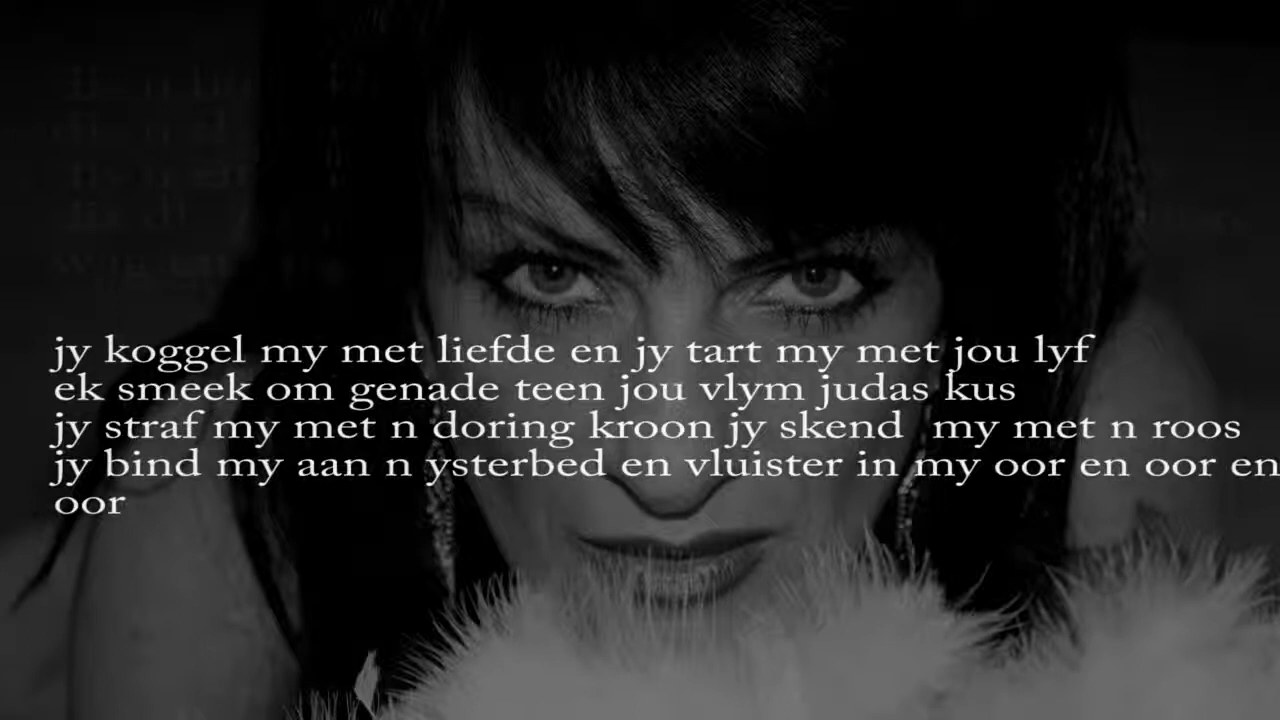 jy koggel my met liefde en jy tart my met jou lyf
ek smeek om genade teen jou vlym judas kus
jy straf my met n doring kroon jy skend my met n roos
jy bind my aan n ysterbed en vluister in my oor en oor en
oor